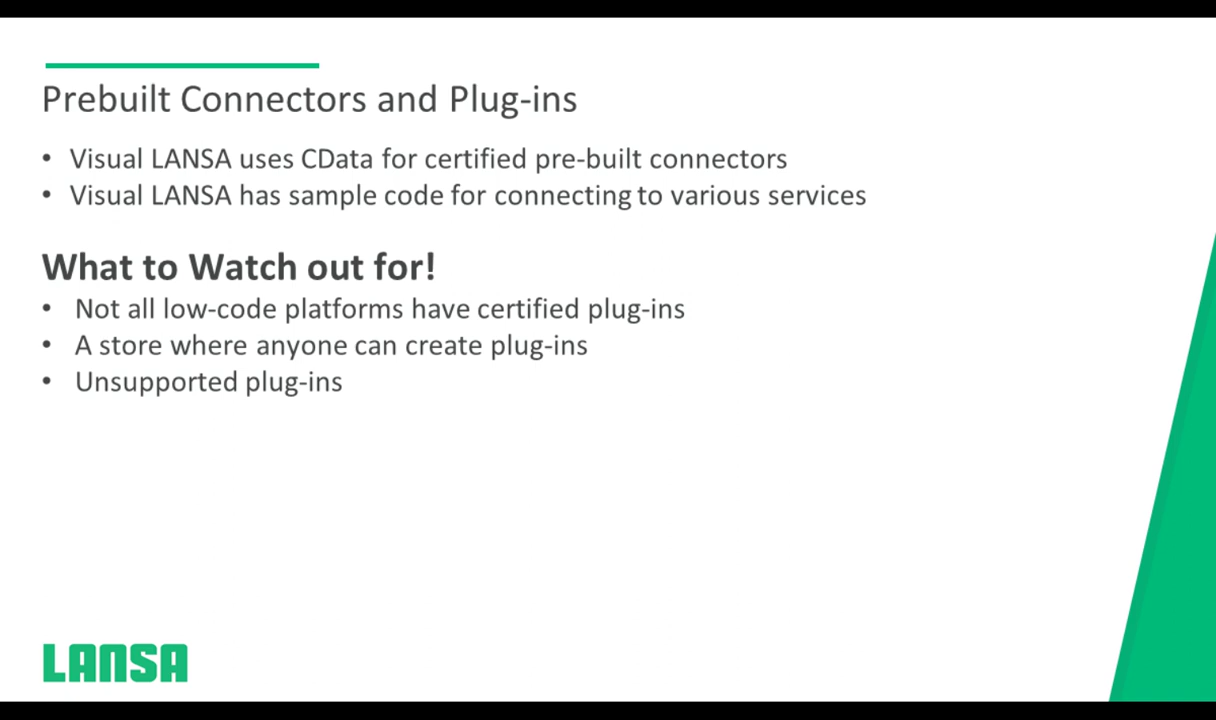 Prebuilt Connectors and Plug-ins
• Visual LANSA uses CData for certified pre-built connectors
• Visual LANSA has sample code for connecting to various services
What to Watch out for!
• Not all low-code platforms have certified plug-ins
• A store where anyone can create plug-ins
• Unsupported plug-ins
LANSA